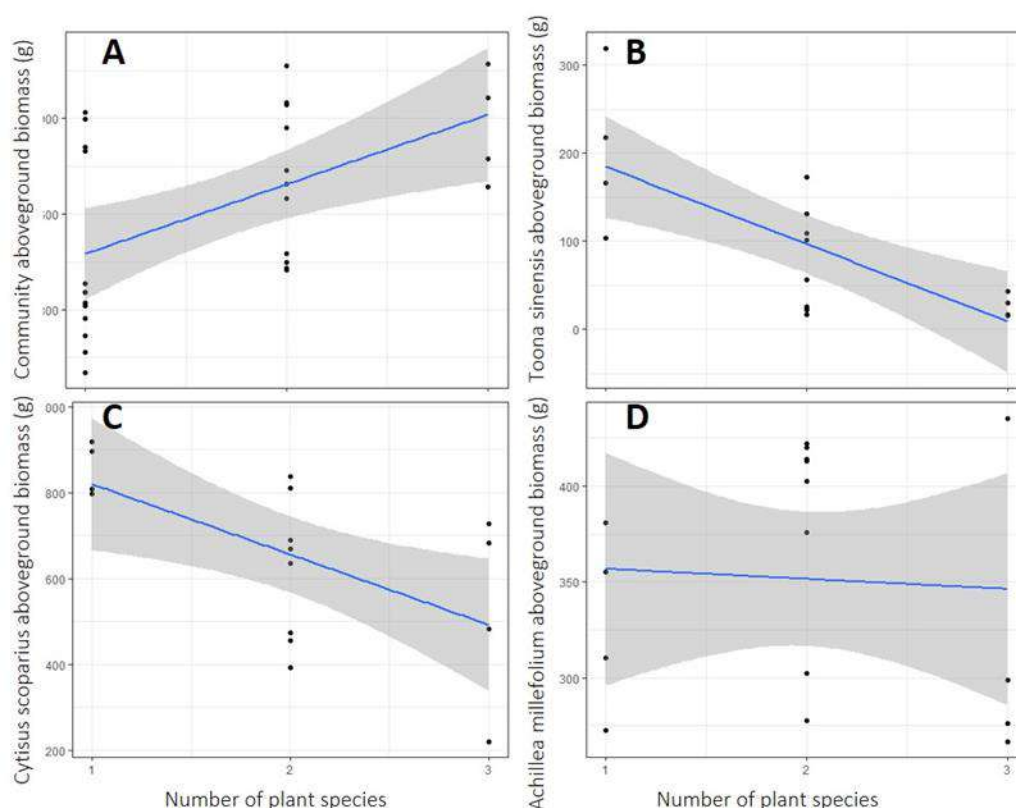 A
Community aboveground biomass (g)
B
Toona sinensis aboveground biomass (g)
300
200
100
0
C
Cytisus scoparius aboveground biomass (g)
000
800
600
400
200
1
2
3
Number of plant species
D
Achillea millefolium aboveground biomass (g)
400
350
300
1
2
3
Number of plant species